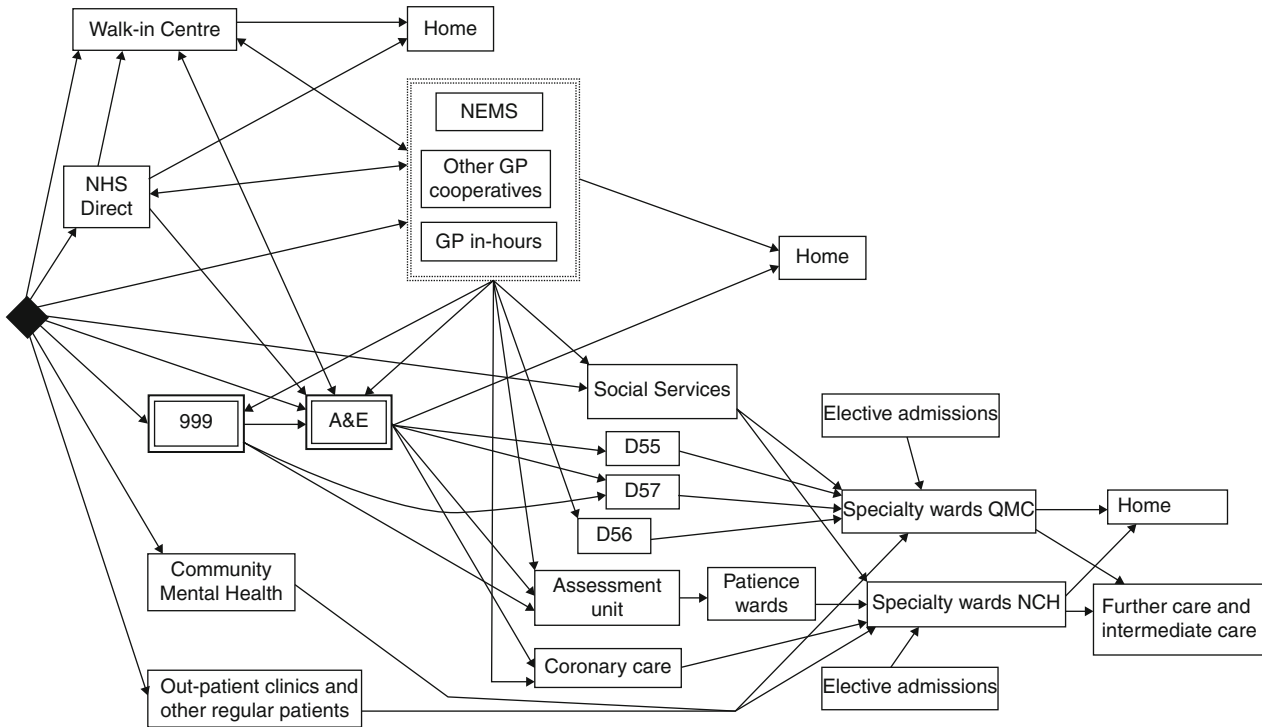 Walk-in Centre
Home
NEMS
Other GP
cooperatives
GP in-hours
NHS
Direct
Home
999
A&E
Social Services
Elective admissions
D55
D57
D56
Specialty wards QMC
Home
Community
Mental Health
Assessment
unit
Patience
wards
Specialty wards NCH
Further care and
intermediate care
Coronary care
Elective admissions
Out-patient clinics and
other regular patients